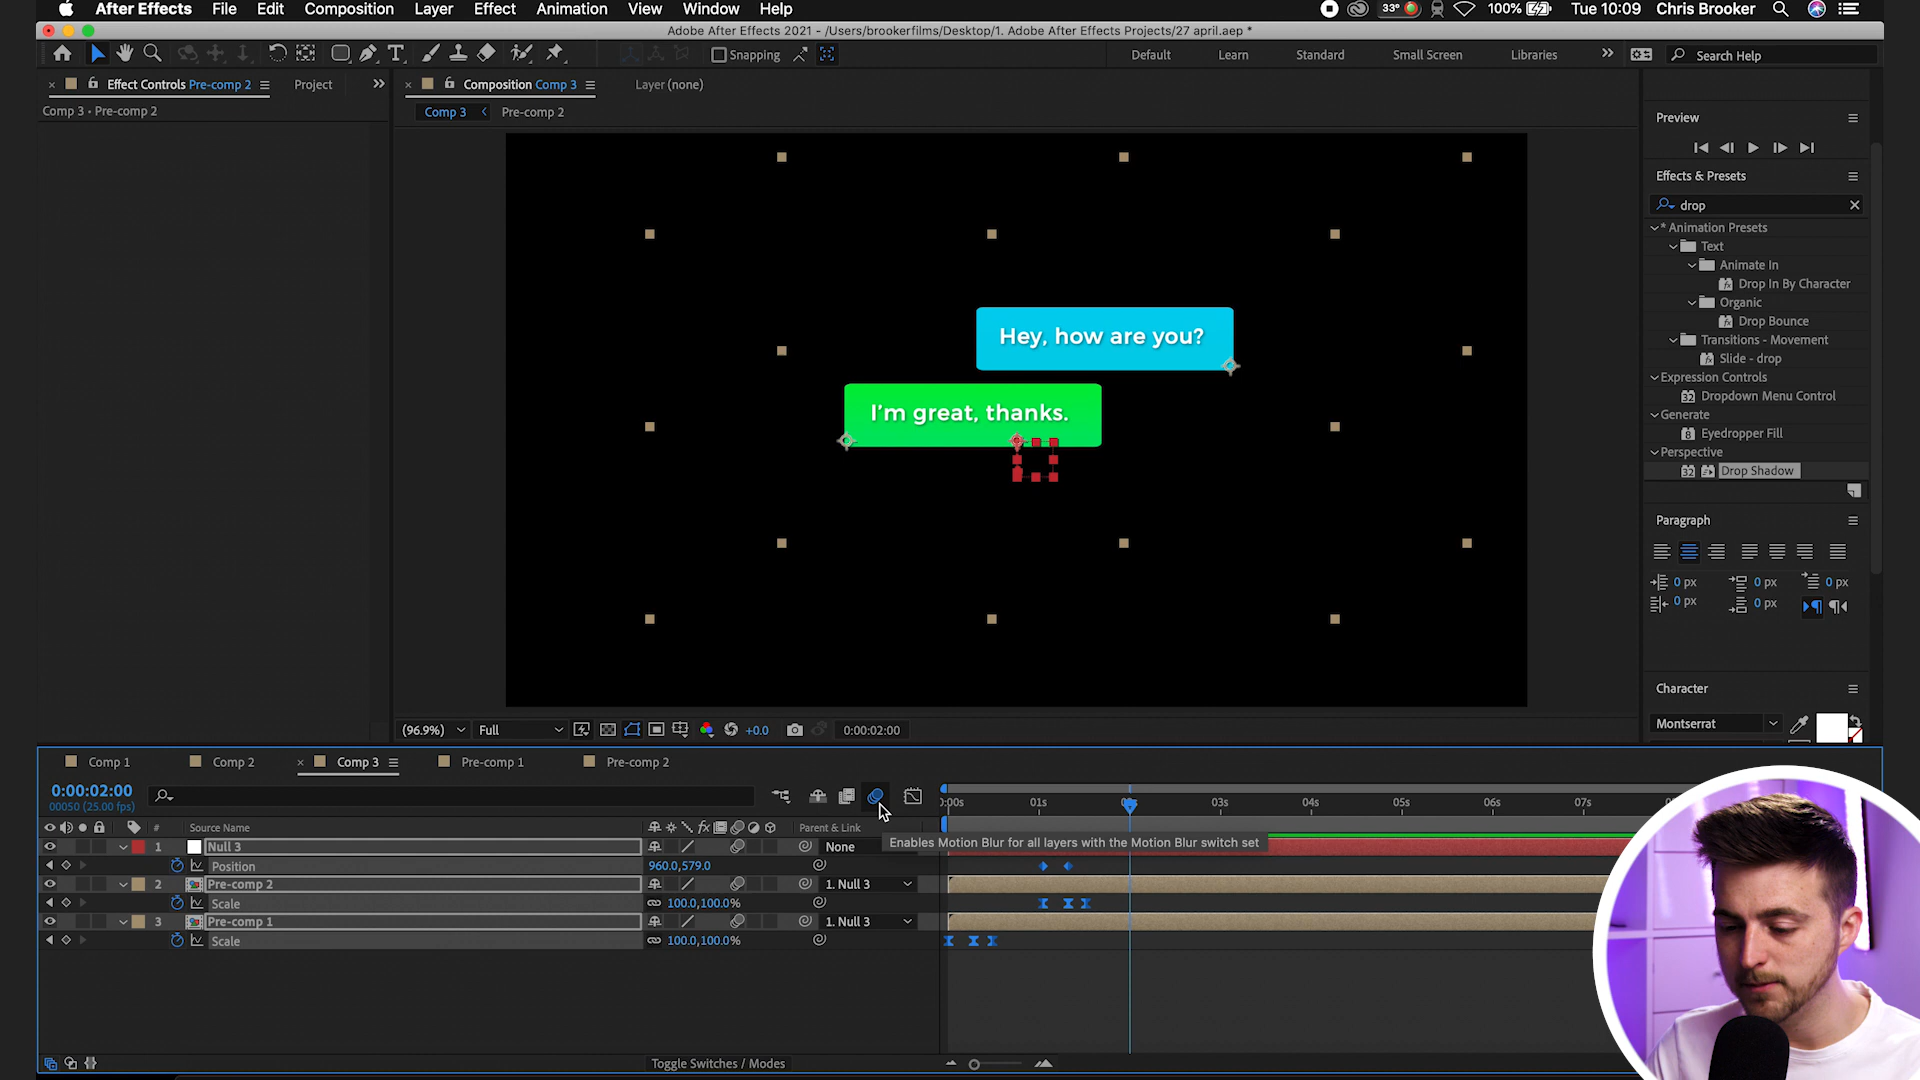 After Effects File Edit Composition Layer Effect Animation View Window Help 33° 100% Tue 10:09 Chris Brooker
Adobe After Effects 2021 - /Users/brookerfilms/Desktop/1. Adobe After Effects Projects/27 april.aep *
Snapping Default Learn Standard Small Screen Libraries Search Help
Effect Controls Pre-comp 2 Project Composition Comp 3 Layer (none)
Comp 3 • Pre-comp 2 Comp 3 Pre-comp 2
Preview
Effects & Presets
drop
* Animation Presets
Text
Animate In
Drop In By Character
Organic
Drop Bounce
Transitions - Movement
Slide - drop
Expression Controls
Dropdown Menu Control
Generate
Eyedropper Fill
Perspective
Drop Shadow
Hey, how are you?
I'm great, thanks.
Paragraph
0 px 0 px 0 px
0 px 0 px
Character
Montserrat
(96.9%) Full +0.0 0:00:02:00
Comp 1 Comp 2 Comp 3 Pre-comp 1 Pre-comp 2
0:00:02:00
00050 (25.00 fps)
:00s 01s 03s 04s 05s 06s 07s
# Source Name Parent & Link
Enables Motion Blur for all layers with the Motion Blur switch set
1 Null 3 None
Position 960.0,579.0
2 Pre-comp 2 1. Null 3
Scale 100.0,100.0%
3 Pre-comp 1 1. Null 3
Scale 100.0,100.0%
Toggle Switches / Modes